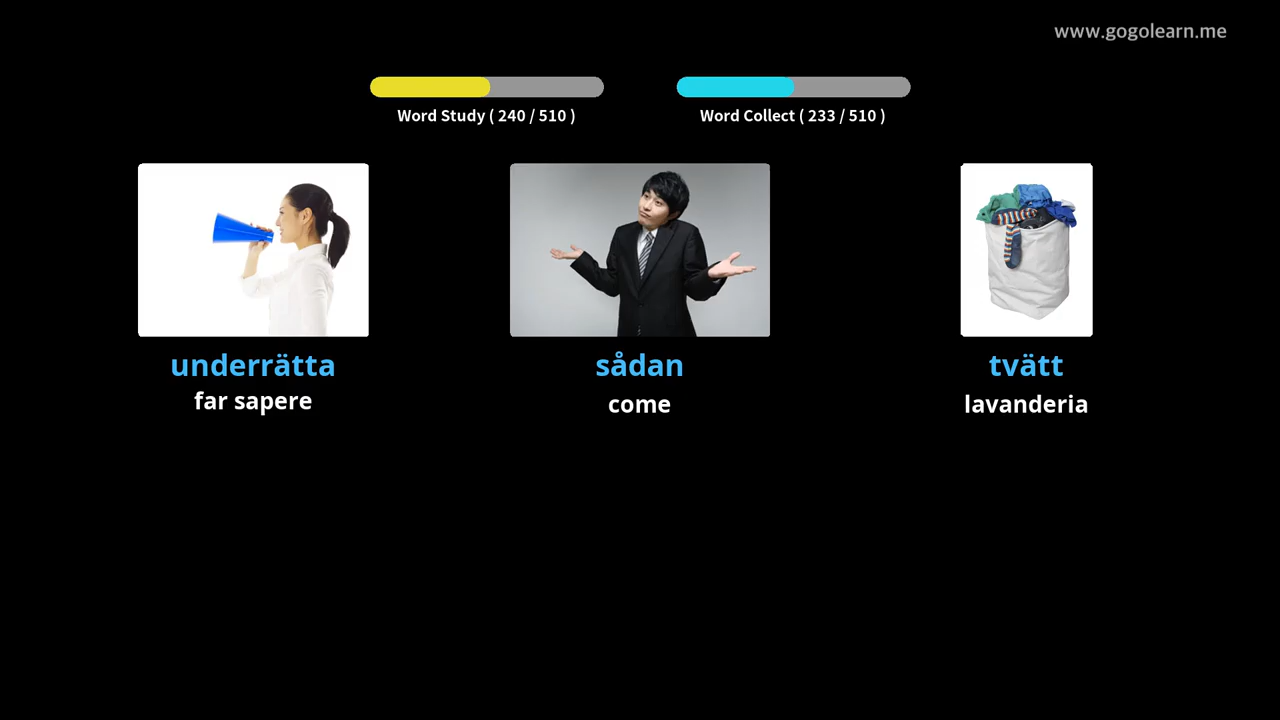 www.gogolearn.me
Word Study ( 240 / 510 )
Word Collect ( 233 / 510 )
underrätta
far sapere
sådan
come
tvätt
lavanderia